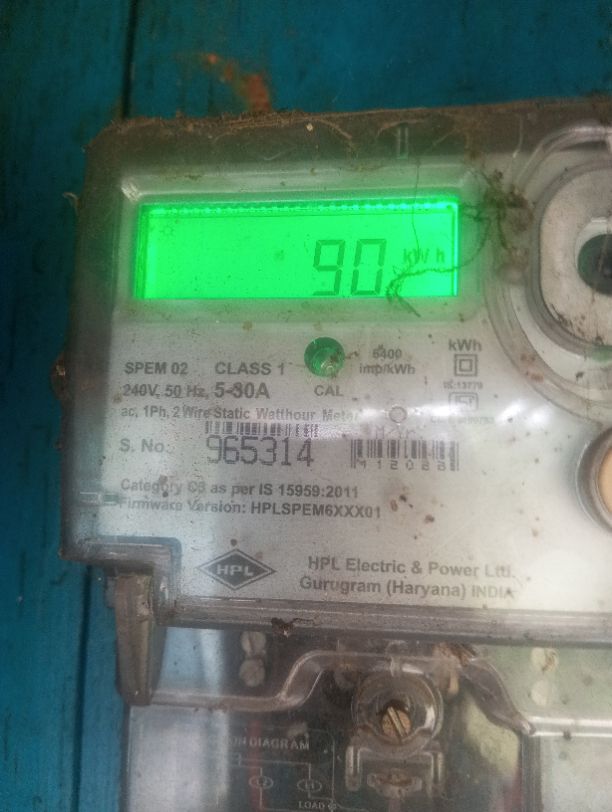 90 kWh
SPEM 02 CLASS 1 6400 imp/kWh kWh
240V, 50 Hz, 5-30A CAL
ac, 1Ph, 2 Wire Static Watthour Meter
S. No. 965314 412088
Category C3 as per IS 15959:2011
Firmware Version: HPLSPEM6XXX01
HPL
HPL Electric & Power Ltd.
Gurugram (Haryana) INDIA
DIAGRAM
LOAD